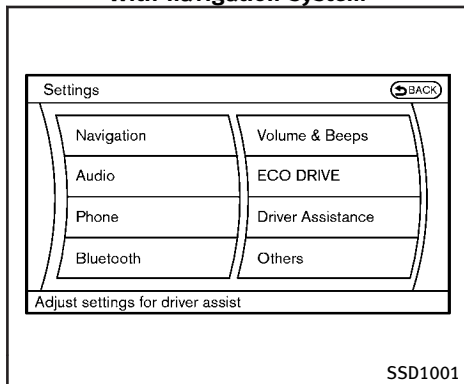 With navigation system
Settings
BACK
Navigation
Volume & Beeps
Audio
ECO DRIVE
Phone
Driver Assistance
Bluetooth
Others
Adjust settings for driver assist
SSD1001